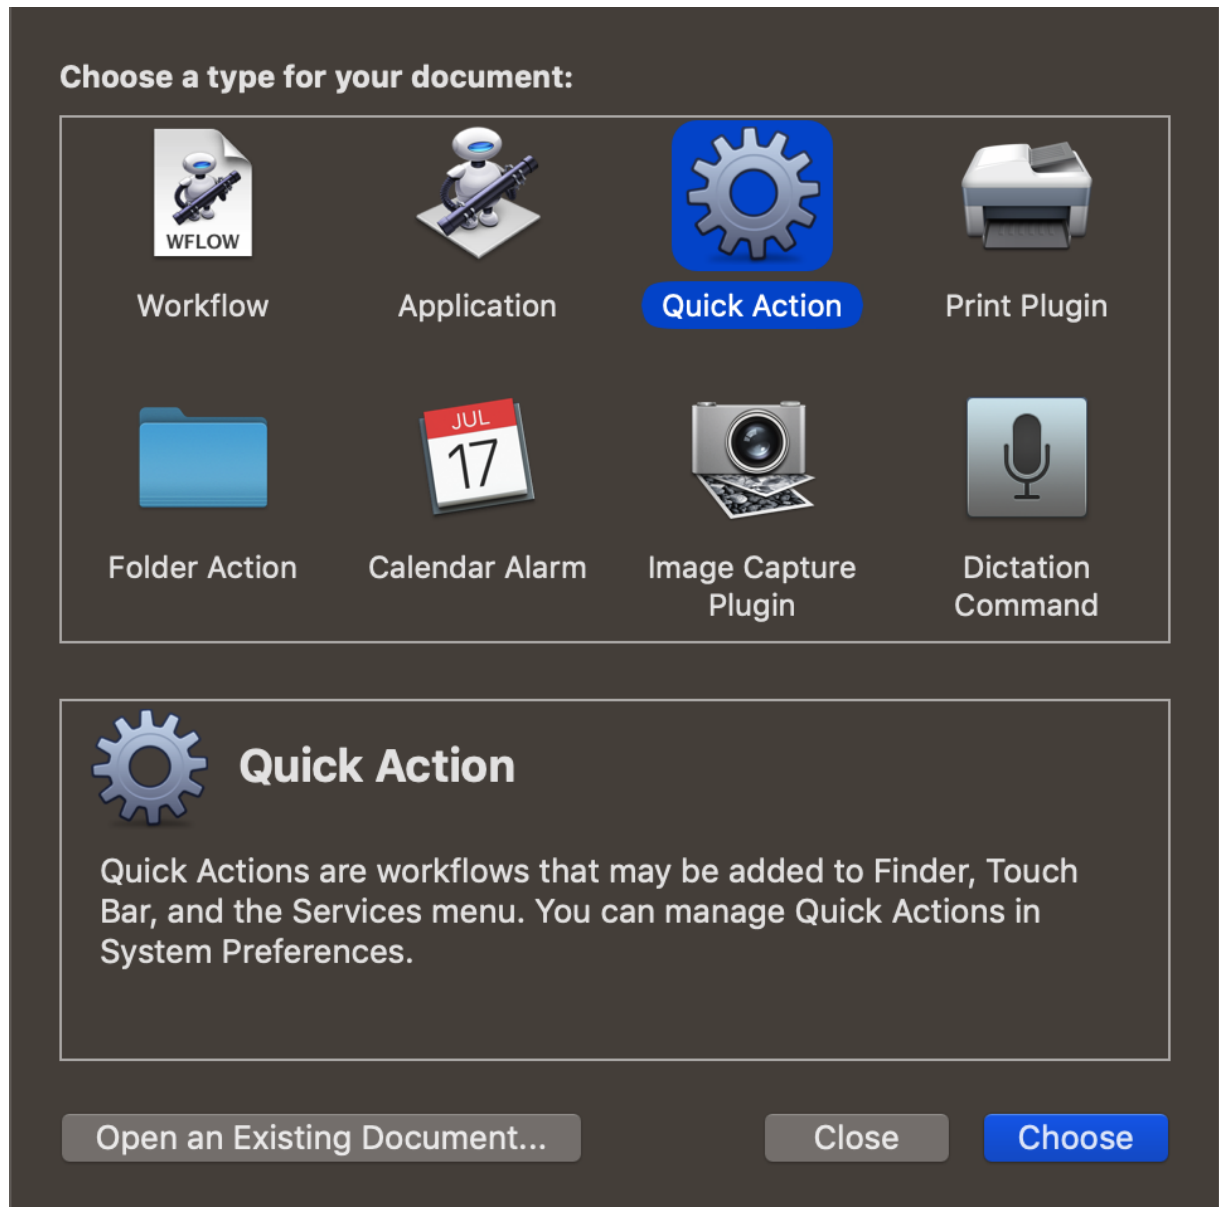 Choose a type for your document:
WFLOW
Workflow
Application
Quick Action
Print Plugin
JUL
17
Folder Action
Calendar Alarm
Image Capture
Plugin
Dictation
Command
Quick Action
Quick Actions are workflows that may be added to Finder, Touch
Bar, and the Services menu. You can manage Quick Actions in
System Preferences.
Open an Existing Document...
Close
Choose